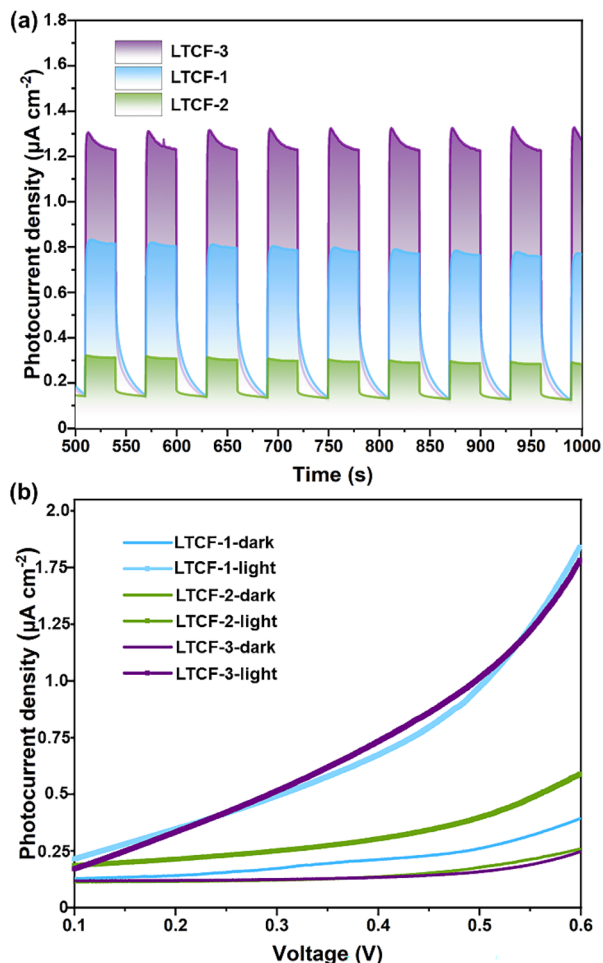 (a)
Photocurrent density (µA cm⁻²)
1.8
1.6
1.4
1.2
1.0
0.8
0.6
0.4
0.2
0
LTCF-3
LTCF-1
LTCF-2
500 550 600 650 700 750 800 850 900 950 1000
Time (s)
(b)
Photocurrent density (µA cm⁻²)
2.0
1.75
1.25
1.0
0.75
0.5
0.25
0
LTCF-1-dark
LTCF-1-light
LTCF-2-dark
LTCF-2-light
LTCF-3-dark
LTCF-3-light
0.1 0.2 0.3 0.4 0.5 0.6
Voltage (V)